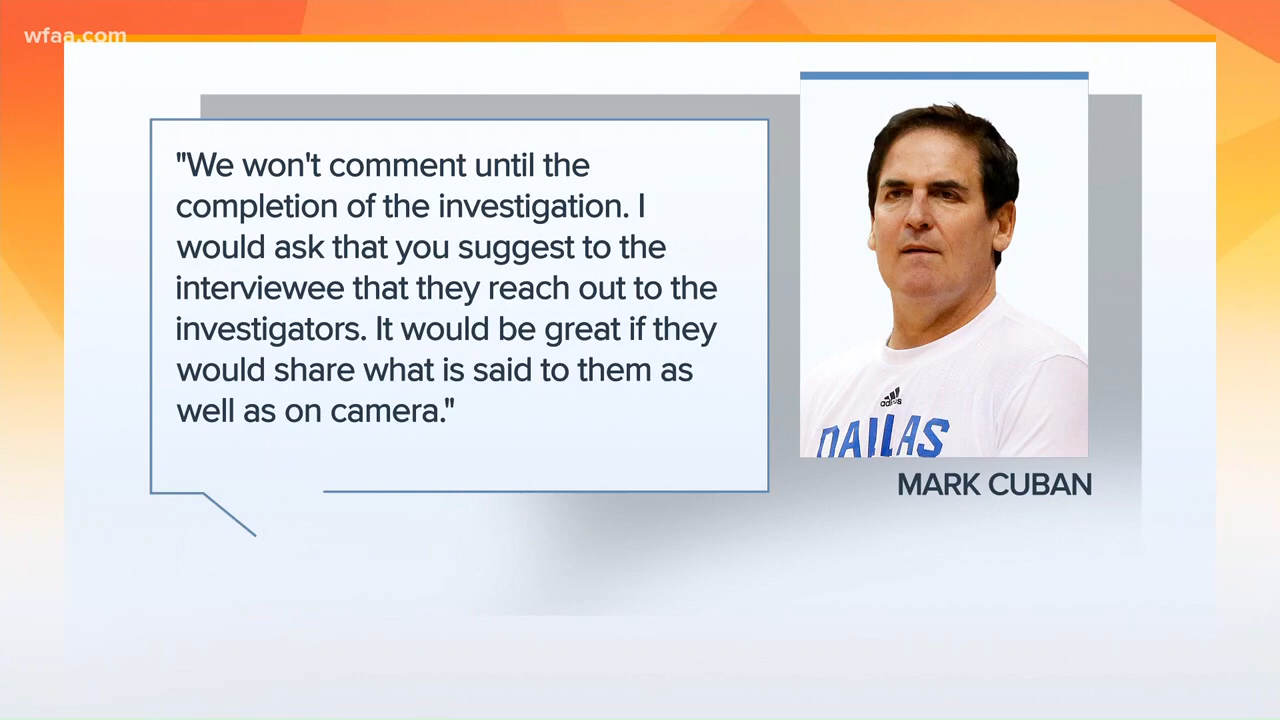 wfaa.com
"We won't comment until the
completion of the investigation. I
would ask that you suggest to the
interviewee that they reach out to the
investigators. It would be great if they
would share what is said to them as
well as on camera."
adidas
DALLAS
MARK CUBAN